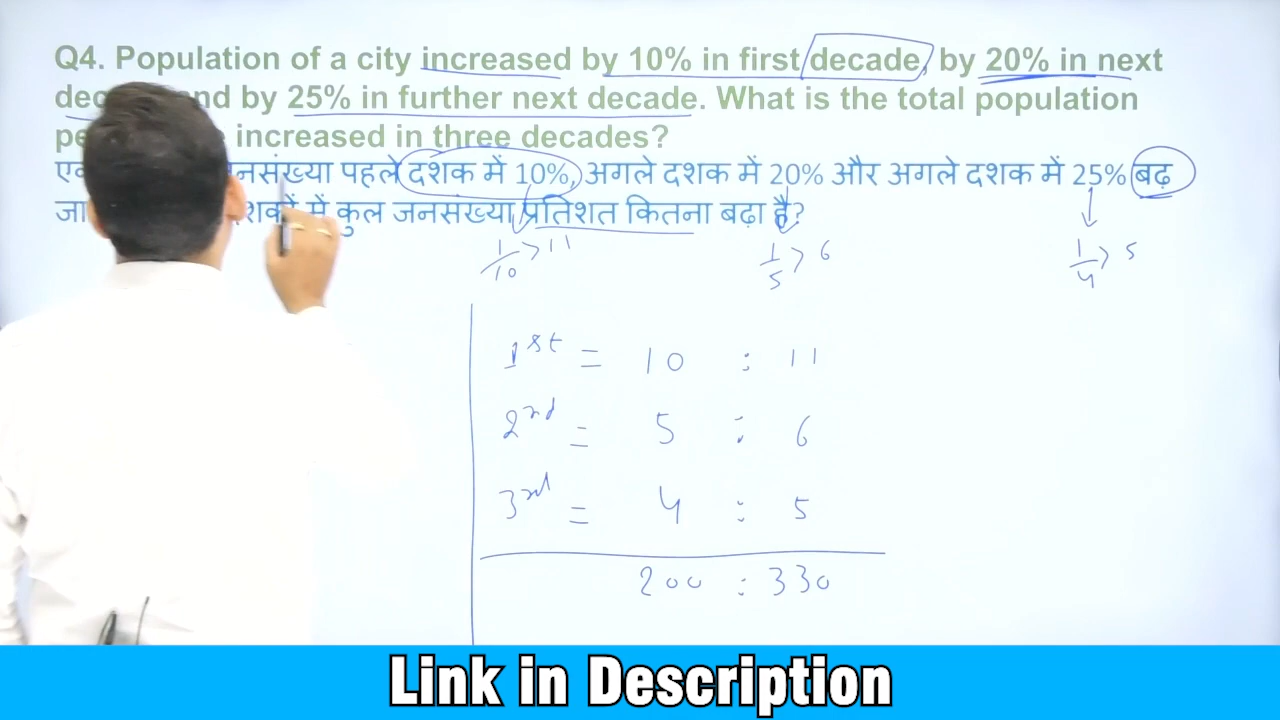 Q4. Population of a city increased by 10% in first decade, by 20% in next
and by 25% in further next decade. What is the total population
increased in three decades?
जनसंख्या पहले दशक में 10%, अगले दशक में 20% और अगले दशक में 25% बढ़
में कुल जनसंख्या प्रतिशत कितना बढ़ा है?
1/10 > 11 1/5 > 6 1/4 > 5
1st = 10 : 11
2nd = 5 : 6
3rd = 4 : 5
200 : 330
Link in Description